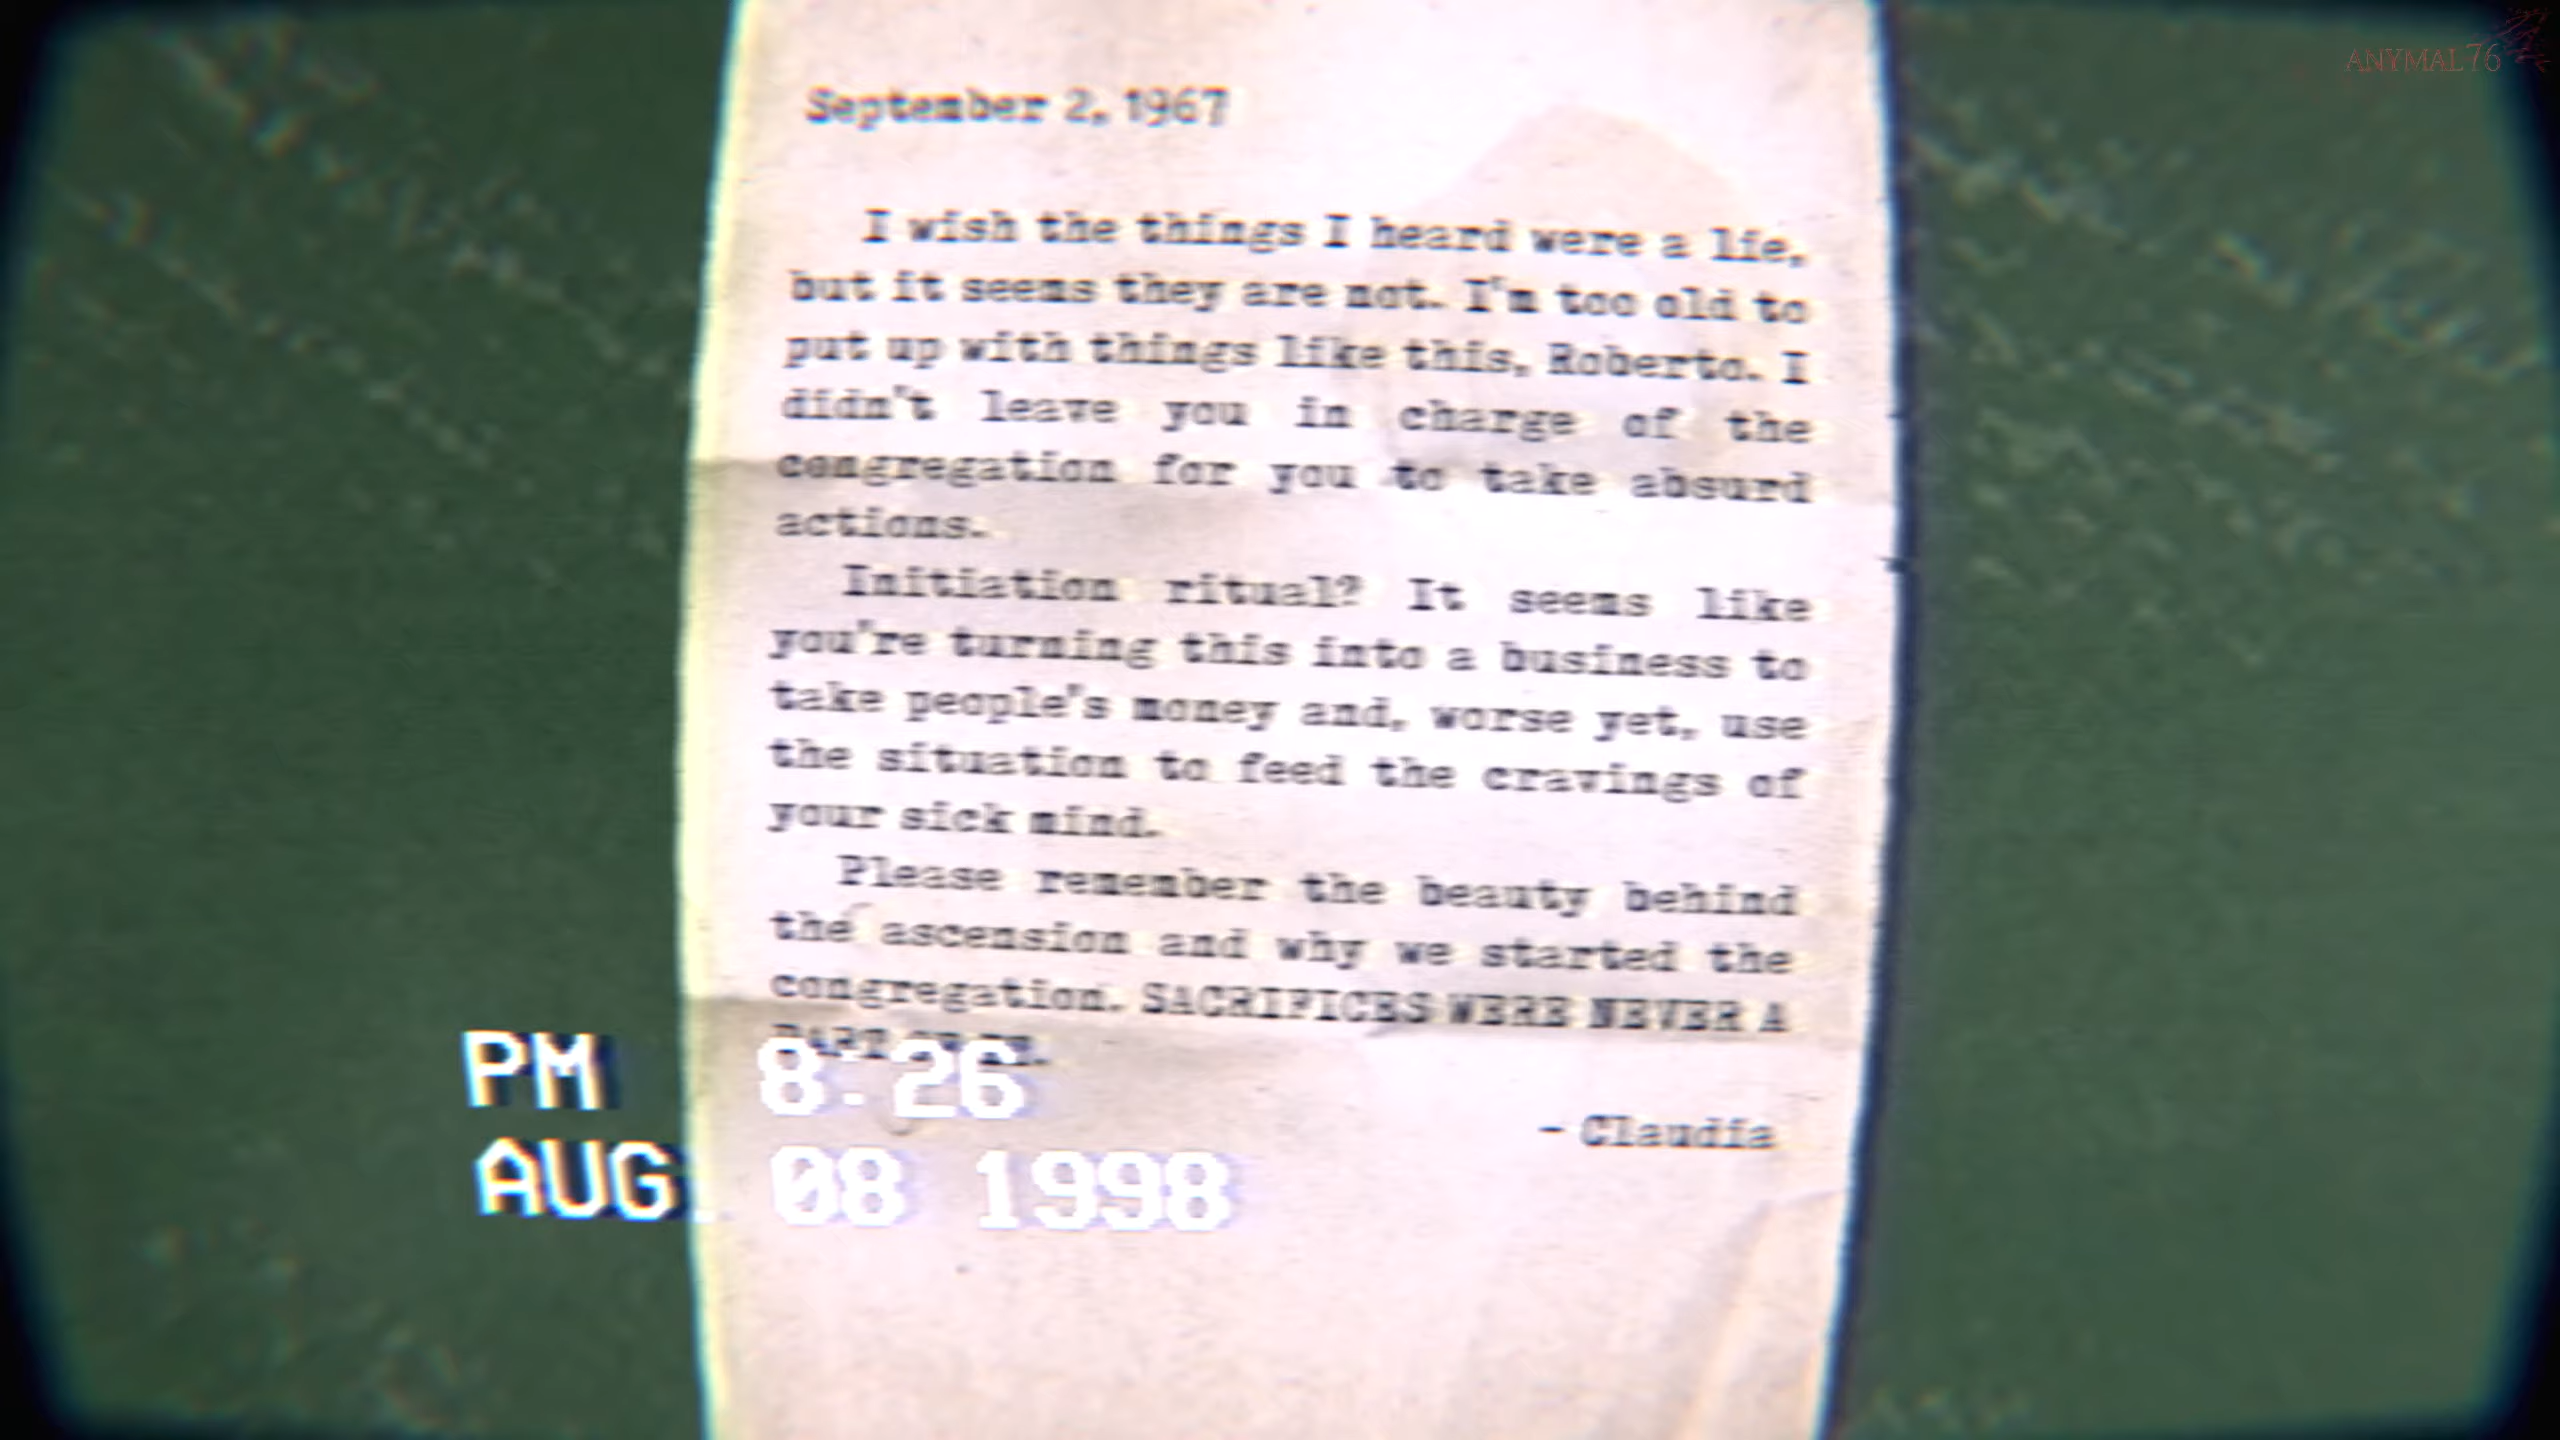 ANYMAL76
September 2, 1967
I wish the things I heard were a lie,
but it seems they are not. I'm too old to
put up with things like this, Roberto. I
didn't leave you in charge of the
congregation for you to take absurd
actions.
Initiation ritual? It seems like
you're turning this into a business to
take people's money and, worse yet, use
the situation to feed the cravings of
your sick mind.
Please remember the beauty behind
the ascension and why we started the
congregation. SACRIFICES WERE NEVER A
PM 8:26
- Claudia
AUG 08 1998